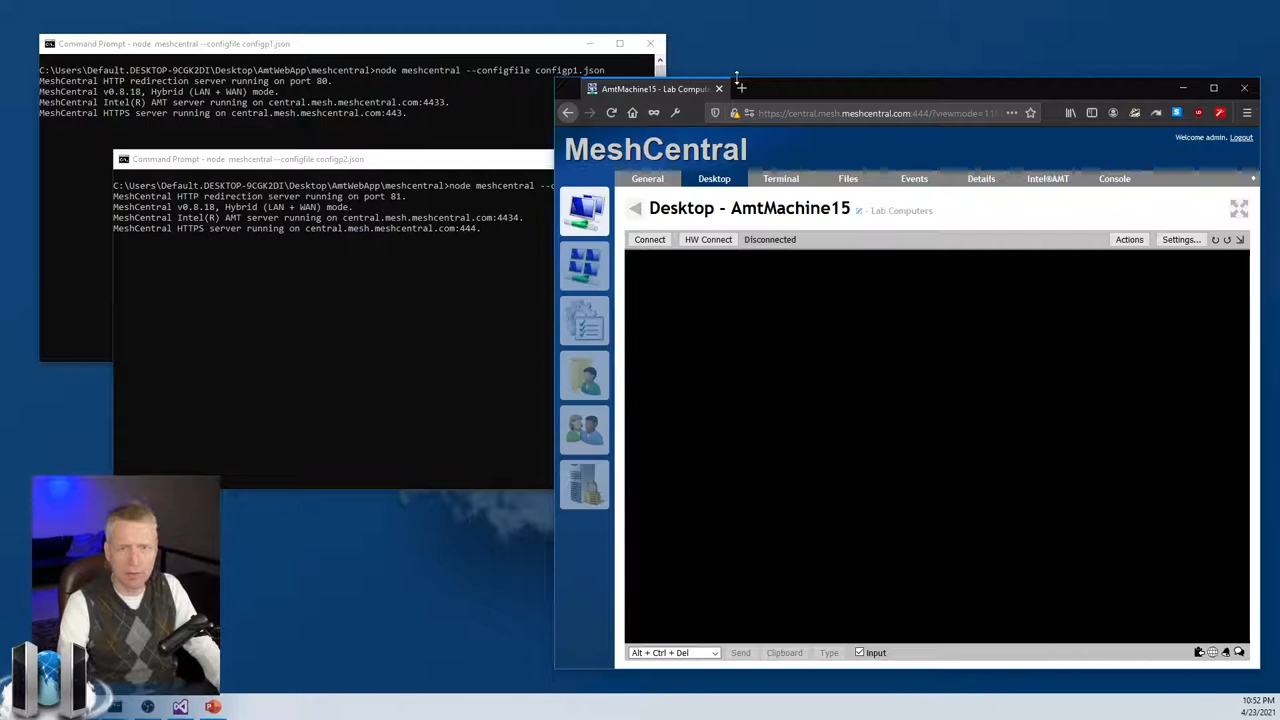 Command Prompt - node meshcentral --configfile configp1.json
C:\Users\Default.DESKTOP-9CGK2DI\Desktop\AmtWebApp\meshcentral>node meshcentral --configfile configp1.json
MeshCentral HTTP redirection server running on port 80.
MeshCentral v0.8.18, Hybrid (LAN + WAN) mode.
MeshCentral Intel(R) AMT server running on central.mesh.meshcentral.com:4433.
MeshCentral HTTPS server running on central.mesh.meshcentral.com:443.
Command Prompt - node meshcentral --configfile configp2.json
C:\Users\Default.DESKTOP-9CGK2DI\Desktop\AmtWebApp\meshcentral>node meshcentral --c
MeshCentral HTTP redirection server running on port 81.
MeshCentral v0.8.18, Hybrid (LAN + WAN) mode.
MeshCentral Intel(R) AMT server running on central.mesh.meshcentral.com:4434.
MeshCentral HTTPS server running on central.mesh.meshcentral.com:444.
AmtMachine15 - Lab Compute
https://central.mesh.meshcentral.com:444/?viewmode=11
Welcome admin. Logout
MeshCentral
General Desktop Terminal Files Events Details Intel®AMT Console
Desktop - AmtMachine15 - Lab Computers
Connect HW Connect Disconnected Actions Settings...
Alt + Ctrl + Del Send Clipboard Type Input
10:52 PM
4/23/2021